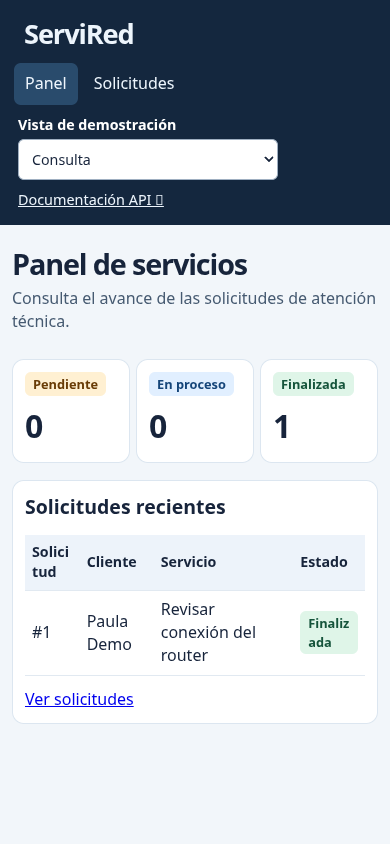 ServiRed
Panel Solicitudes
Vista de demostración
Consulta
Documentación API
Panel de servicios
Consulta el avance de las solicitudes de atención
técnica.
Pendiente En proceso Finalizada
0 0 1
Solicitudes recientes
Solici
tud Cliente Servicio Estado
#1 Paula
Demo Revisar
conexión del
router Finaliz
ada
Ver solicitudes